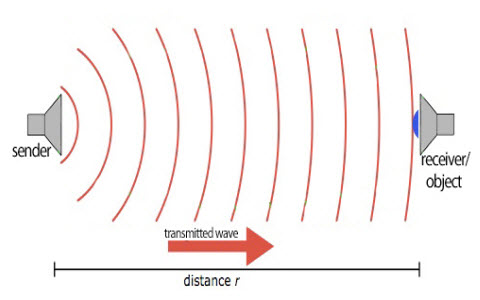 sender
receiver/
object
transmitted wave
distance r